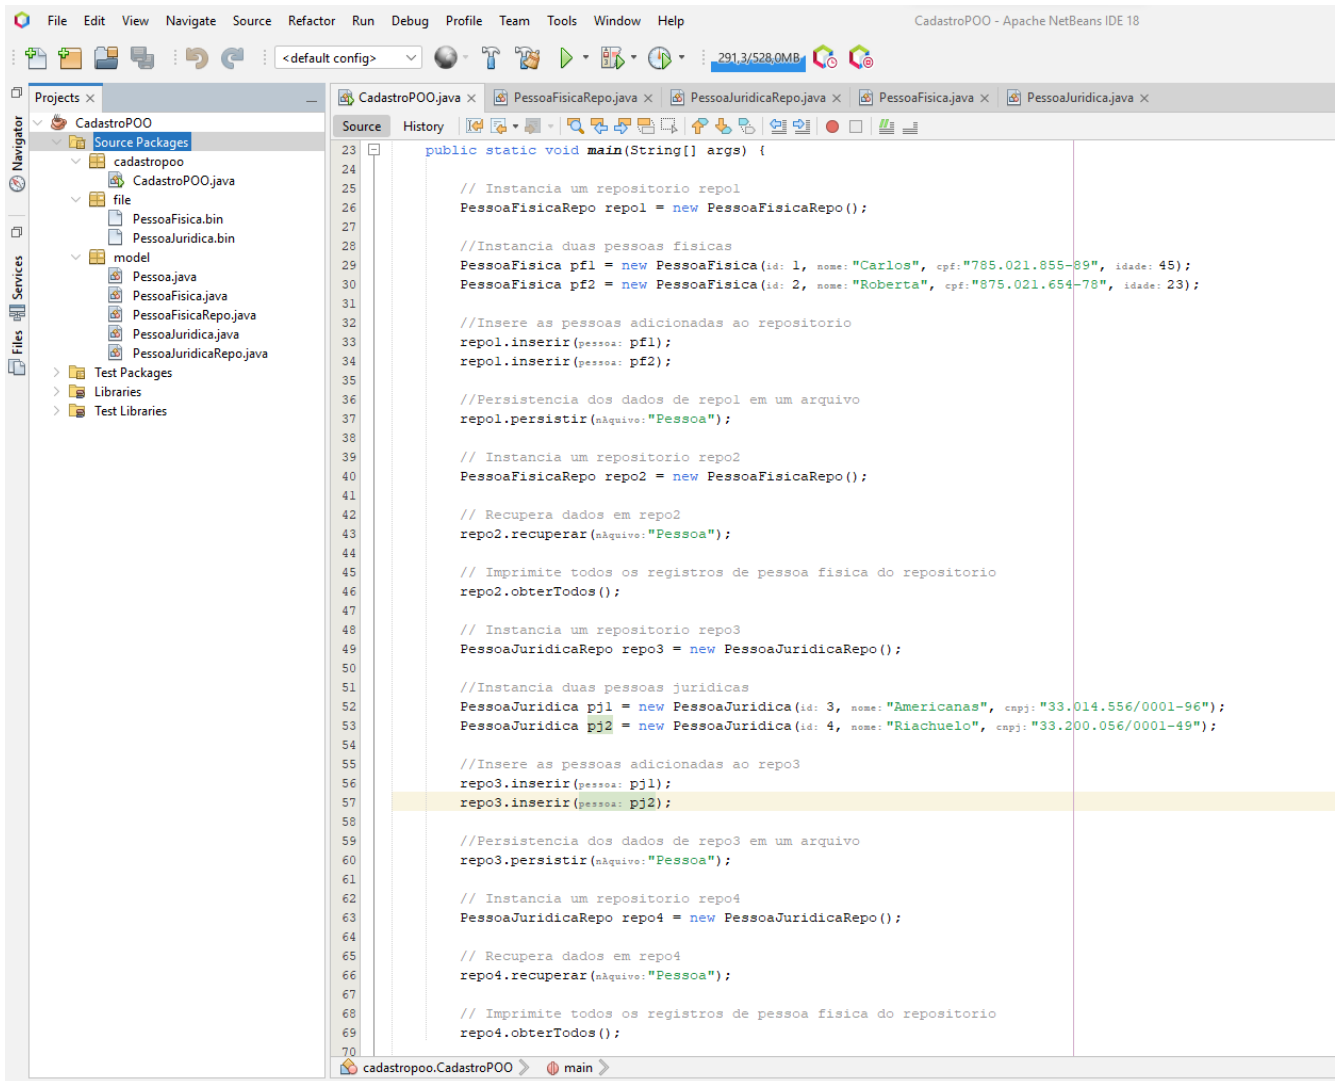 File Edit View Navigate Source Refactor Run Debug Profile Team Tools Window Help CadastroPOO - Apache NetBeans IDE 18
<default config> 291,3/528,0MB
Projects
CadastroPOO.java PessoaFisicaRepo.java PessoaJuridicaRepo.java PessoaFisica.java PessoaJuridica.java
Source History
Navigator
Services
Files
CadastroPOO
Source Packages
cadastropoo
CadastroPOO.java
file
PessoaFisica.bin
PessoaJuridica.bin
model
Pessoa.java
PessoaFisica.java
PessoaFisicaRepo.java
PessoaJuridica.java
PessoaJuridicaRepo.java
Test Packages
Libraries
Test Libraries
23 public static void main(String[] args) {
24
25 // Instancia um repositorio repo1
26 PessoaFisicaRepo repo1 = new PessoaFisicaRepo();
27
28 //Instancia duas pessoas fisicas
29 PessoaFisica pf1 = new PessoaFisica(id: 1, nome: "Carlos", cpf: "785.021.855-89", idade: 45);
30 PessoaFisica pf2 = new PessoaFisica(id: 2, nome: "Roberta", cpf: "875.021.654-78", idade: 23);
31
32 //Insere as pessoas adicionadas ao repositorio
33 repo1.inserir(pessoa: pf1);
34 repo1.inserir(pessoa: pf2);
35
36 //Persistencia dos dados de repo1 em um arquivo
37 repo1.persistir(nAquivo: "Pessoa");
38
39 // Instancia um repositorio repo2
40 PessoaFisicaRepo repo2 = new PessoaFisicaRepo();
41
42 // Recupera dados em repo2
43 repo2.recuperar(nAquivo: "Pessoa");
44
45 // Imprimite todos os registros de pessoa fisica do repositorio
46 repo2.obterTodos();
47
48 // Instancia um repositorio repo3
49 PessoaJuridicaRepo repo3 = new PessoaJuridicaRepo();
50
51 //Instancia duas pessoas juridicas
52 PessoaJuridica pj1 = new PessoaJuridica(id: 3, nome: "Americanas", cnpj: "33.014.556/0001-96");
53 PessoaJuridica pj2 = new PessoaJuridica(id: 4, nome: "Riachuelo", cnpj: "33.200.056/0001-49");
54
55 //Insere as pessoas adicionadas ao repo3
56 repo3.inserir(pessoa: pj1);
57 repo3.inserir(pessoa: pj2);
58
59 //Persistencia dos dados de repo3 em um arquivo
60 repo3.persistir(nAquivo: "Pessoa");
61
62 // Instancia um repositorio repo4
63 PessoaJuridicaRepo repo4 = new PessoaJuridicaRepo();
64
65 // Recupera dados em repo4
66 repo4.recuperar(nAquivo: "Pessoa");
67
68 // Imprimite todos os registros de pessoa fisica do repositorio
69 repo4.obterTodos();
70
cadastropoo.CadastroPOO main